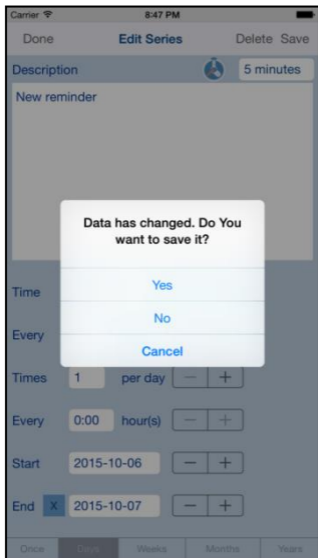 Carrier 8:47 PM
Done Edit Series Delete Save
Description 5 minutes
New reminder
Data has changed. Do You
want to save it?
Yes
Time
No
Every
Cancel
Times 1 per day − +
Every 0:00 hour(s) − +
Start 2015-10-06 − +
End X 2015-10-07 − +
Once Days Weeks Months Years